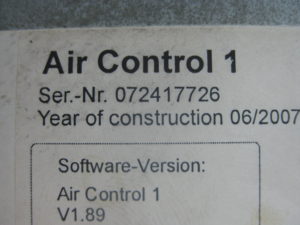 Air Control 1
Ser.-Nr. 072417726
Year of construction 06/2007
Software-Version:
Air Control 1
V1.89